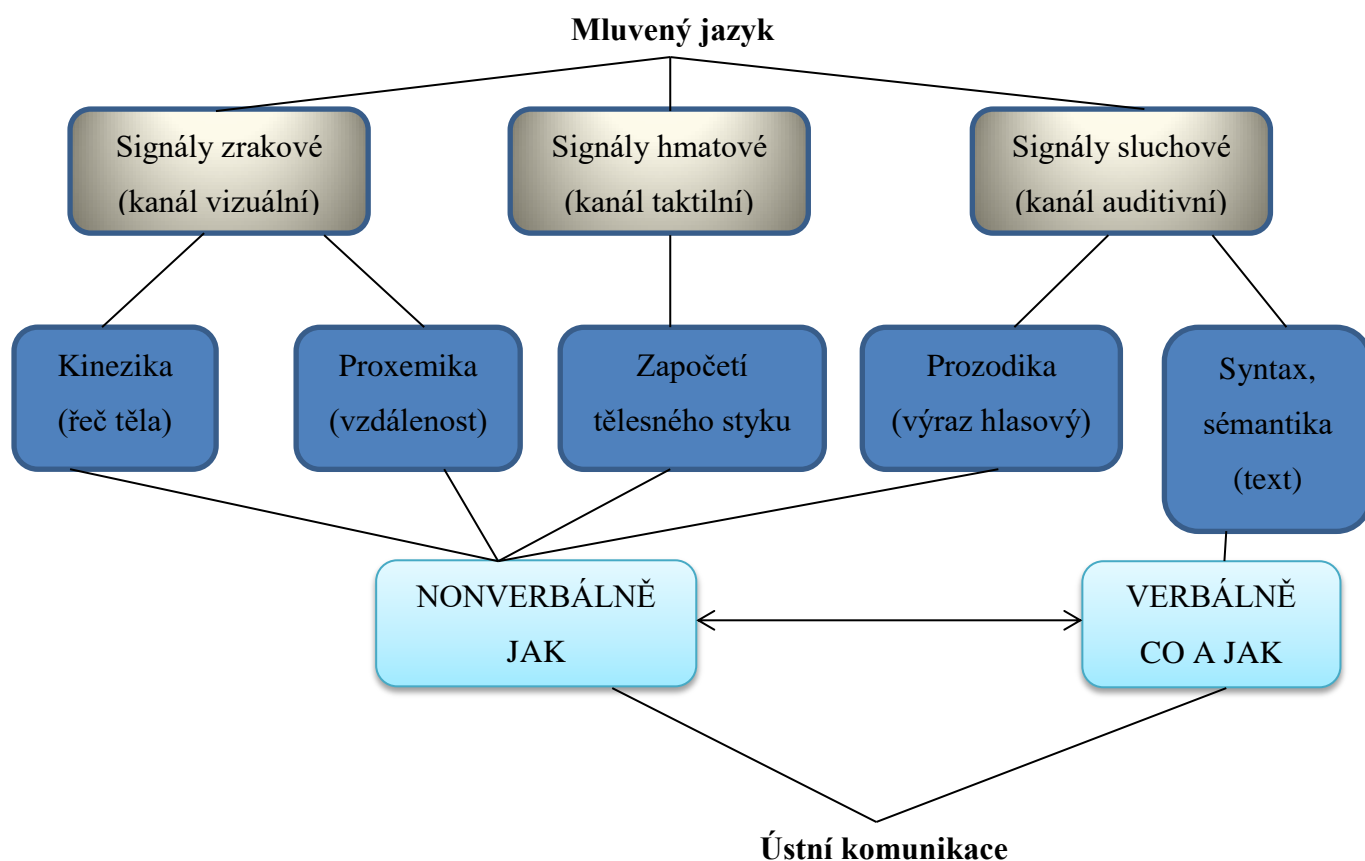 Mluvený jazyk
Signály zrakové
(kanál vizuální)
Signály hmatové
(kanál taktilní)
Signály sluchové
(kanál auditivní)
Kinezika
(řeč těla)
Proxemika
(vzdálenost)
Započetí
tělesného styku
Prozodika
(výraz hlasový)
Syntax,
sémantika
(text)
NONVERBÁLNĚ
JAK
VERBÁLNĚ
CO A JAK
Ústní komunikace